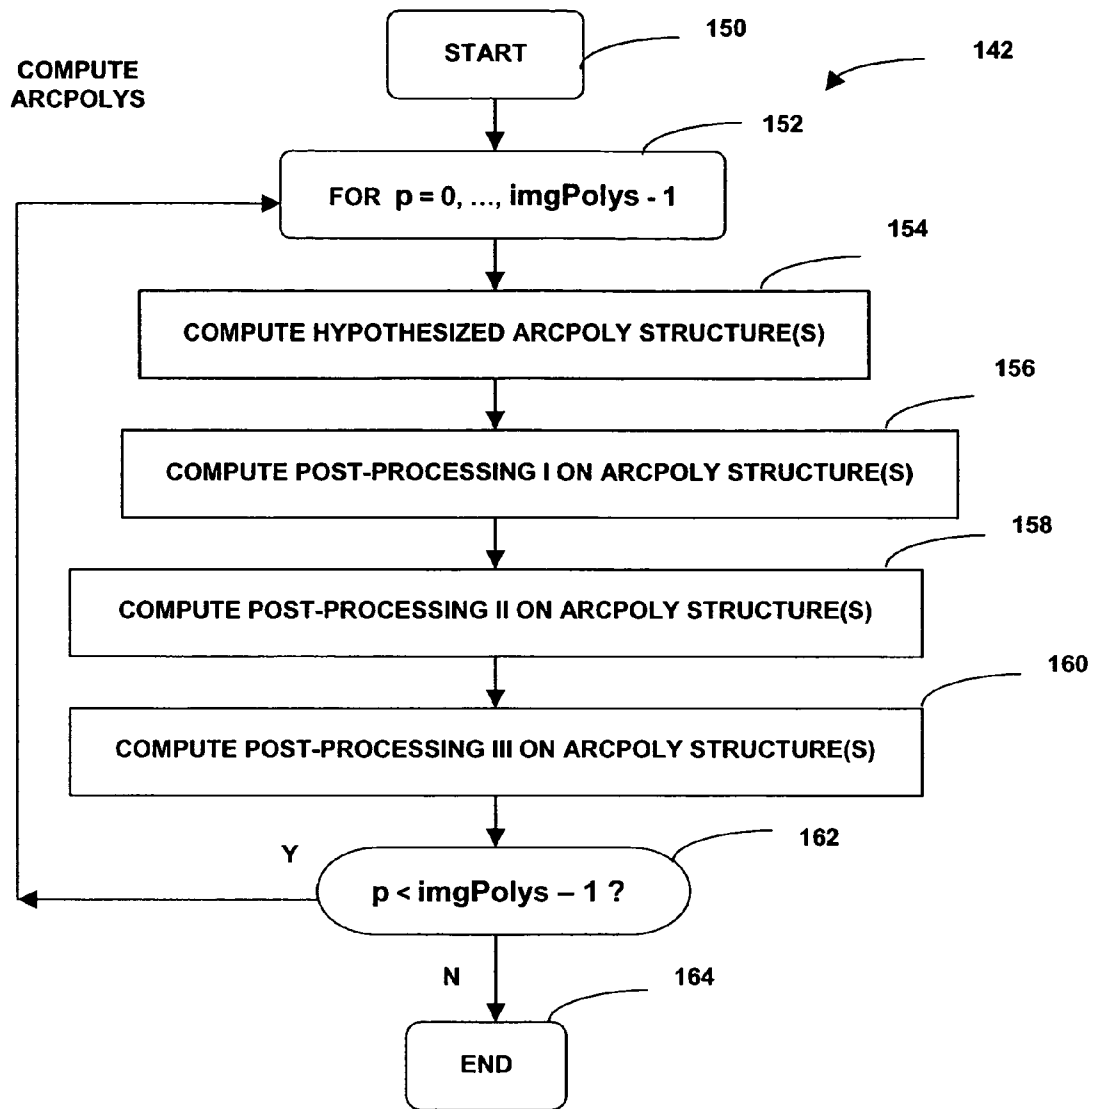 START
150
142
COMPUTE
ARCPOLYS
152
FOR p = 0, ..., imgPolys - 1
154
COMPUTE HYPOTHESIZED ARCPOLY STRUCTURE(S)
156
COMPUTE POST-PROCESSING I ON ARCPOLY STRUCTURE(S)
158
COMPUTE POST-PROCESSING II ON ARCPOLY STRUCTURE(S)
160
COMPUTE POST-PROCESSING III ON ARCPOLY STRUCTURE(S)
162
Y
p < imgPolys – 1 ?
N
164
END